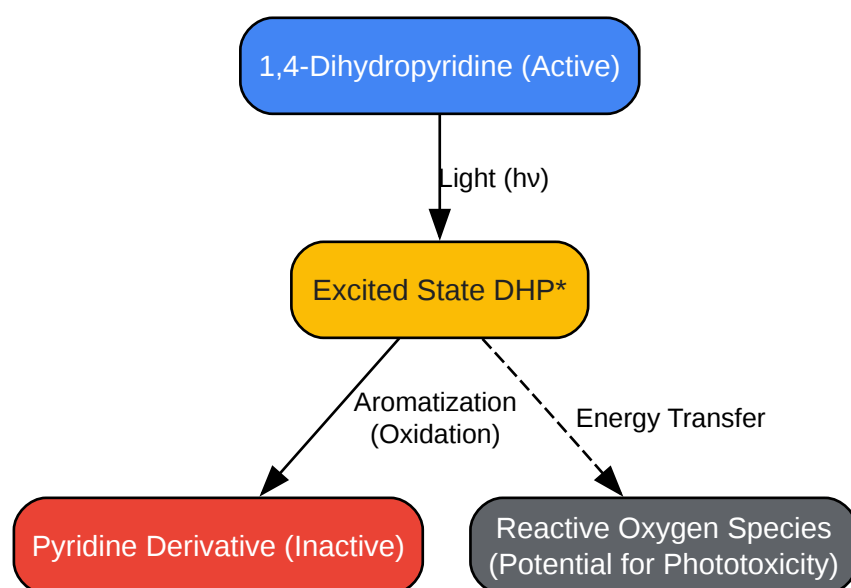 1,4-Dihydropyridine (Active)
Light (hν)
Excited State DHP*
Aromatization
(Oxidation)
Energy Transfer
Pyridine Derivative (Inactive)
Reactive Oxygen Species
(Potential for Phototoxicity)